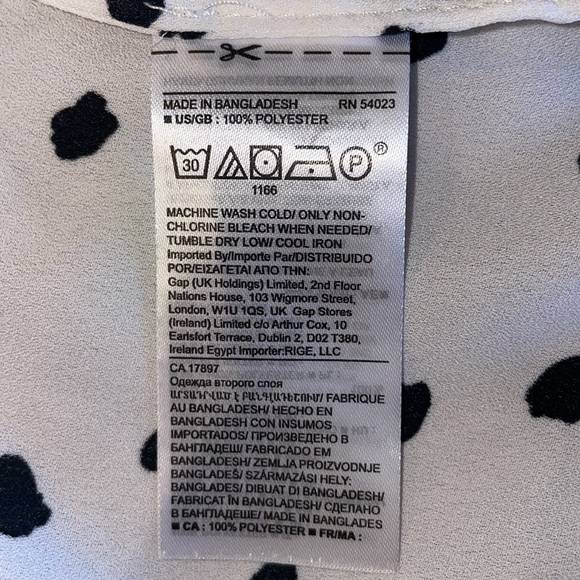 MADE IN BANGLADESH RN 54023
■ US/GB : 100% POLYESTER
30 P ®
1166
MACHINE WASH COLD/ ONLY NON-
CHLORINE BLEACH WHEN NEEDED/
TUMBLE DRY LOW/ COOL IRON
Imported By/Importe Par/DISTRIBUIDO
POR/ΕΙΣΑΓΕΤΑΙ ΑΠΟ ΤΗΝ:
Gap (UK Holdings) Limited, 2nd Floor
Nations House, 103 Wigmore Street,
London, W1U 1QS, UK Gap Stores
(Ireland) Limited c/o Arthur Cox, 10
Earlsfort Terrace, Dublin 2, D02 T380,
Ireland Egypt Importer:RIGE, LLC
CA 17897
Одежда второго слоя
FABRIQUE
AU BANGLADESH/ HECHO EN
BANGLADESH CON INSUMOS
IMPORTADOS/ ПРОИЗВЕДЕНО В
БАНГЛАДЕШ/ FABRICADO EM
BANGLADESH/ ZEMLJA PROIZVODNJE
BANGLADEŠ/ SZÁRMAZÁSI HELY:
BANGLADES/ DIBUAT DI BANGLADESH/
FABRICAT ÎN BANGLADESH/ СДЕЛАНО
В БАНГЛАДЕШ/ MADE IN BANGLADESH
■ CA : 100% POLYESTER ■ FR/MA :